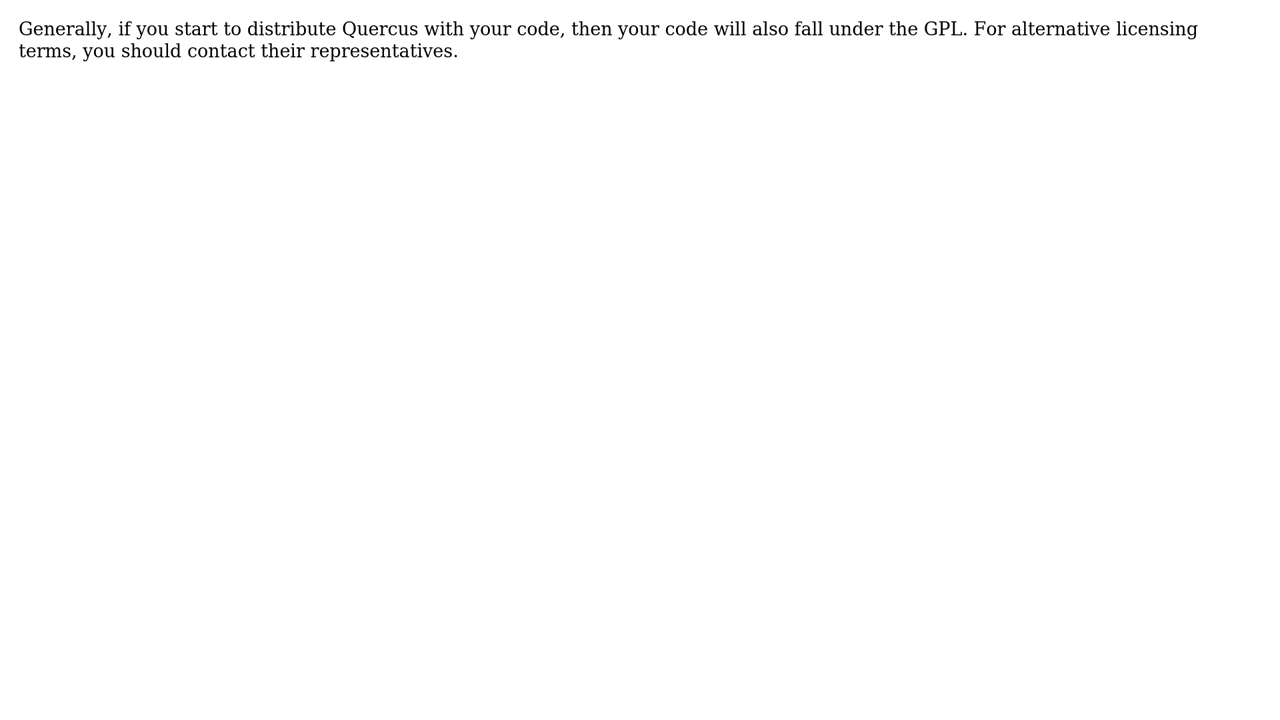 Generally, if you start to distribute Quercus with your code, then your code will also fall under the GPL. For alternative licensing
terms, you should contact their representatives.